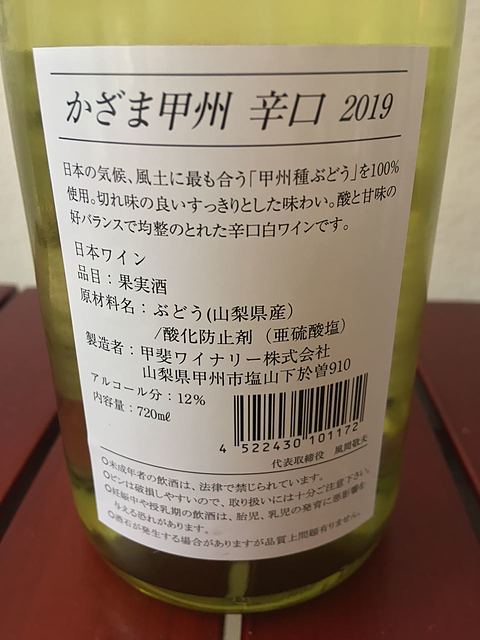 かざま甲州 辛口 2019
日本の気候、風土に最も合う「甲州種ぶどう」を100%
使用。切れ味の良いすっきりとした味わい。酸と甘味の
好バランスで均整のとれた辛口白ワインです。
日本ワイン
品目：果実酒
原材料名：ぶどう(山梨県産)
/酸化防止剤（亜硫酸塩）
製造者：甲斐ワイナリー株式会社
山梨県甲州市塩山下於曽910
アルコール分：12%
内容量：720mℓ
4 522430 101172
代表取締役 風間敬夫
○未成年者の飲酒は、法律で禁じられています。
○ビンは破損しやすいので、取り扱いには十分ご注意下さい。
○妊娠中や授乳期の飲酒は、胎児、乳児の発育に悪影響を
与える恐れがあります。
○酒石が発生する場合がありますが品質上問題有りません。